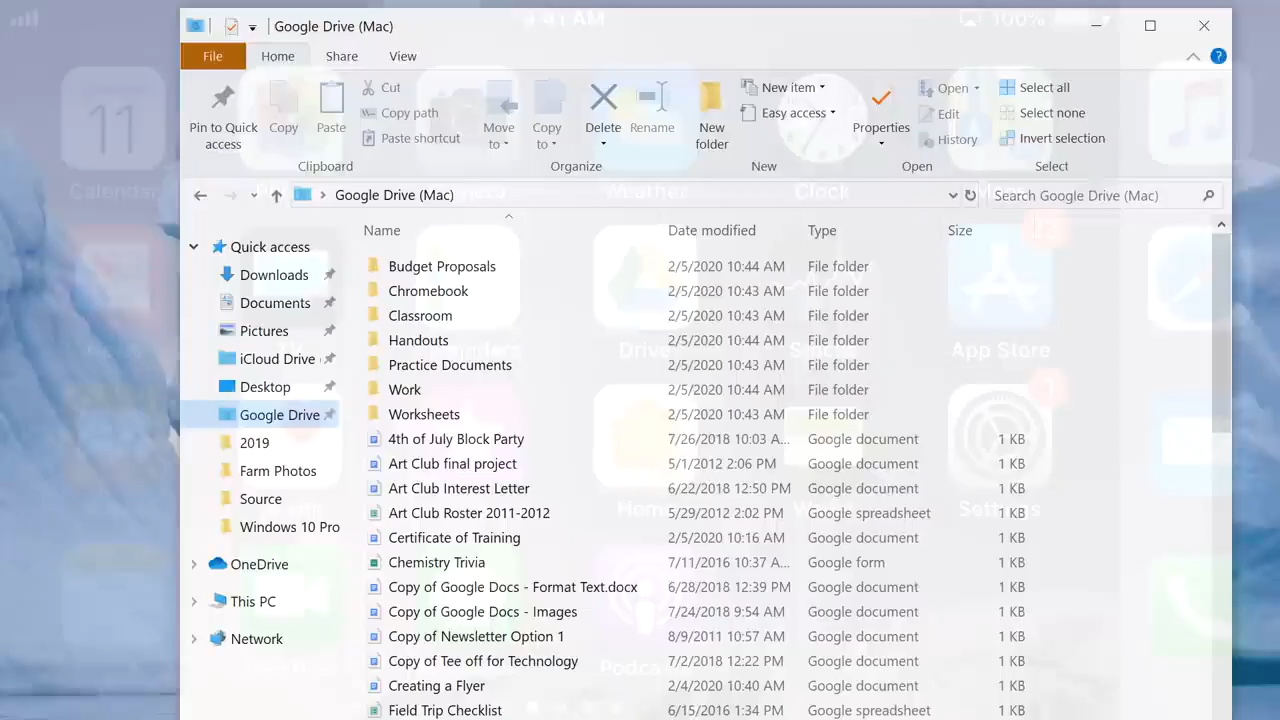 9:41 AM
100%
Google Drive (Mac)
File
Home
Share
View
Pin to Quick access
Copy
Paste
Cut
Copy path
Paste shortcut
Clipboard
Move to
Copy to
Delete
Rename
New folder
Organize
New item
Easy access
New
Properties
Open
Edit
History
Open
Select all
Select none
Invert selection
Select
11
Calendar
Weather
Clock
Google Drive (Mac)
Search Google Drive (Mac)
Name
Date modified
Type
Size
Quick access
Downloads
Documents
Pictures
iCloud Drive
Desktop
Google Drive
2019
Farm Photos
Source
Windows 10 Pro
OneDrive
This PC
Network
Budget Proposals 2/5/2020 10:44 AM File folder
Chromebook 2/5/2020 10:43 AM File folder
Classroom 2/5/2020 10:43 AM File folder
Handouts 2/5/2020 10:44 AM File folder
Practice Documents 2/5/2020 10:44 AM File folder
Work 2/5/2020 10:44 AM File folder
Worksheets 2/5/2020 10:43 AM File folder
4th of July Block Party 7/26/2018 10:03 A... Google document 1 KB
Art Club final project 5/1/2012 2:06 PM Google document 1 KB
Art Club Interest Letter 6/22/2018 12:50 PM Google document 1 KB
Art Club Roster 2011-2012 5/29/2012 2:02 PM Google spreadsheet 1 KB
Certificate of Training 2/5/2020 10:16 AM Google document 1 KB
Chemistry Trivia 7/11/2016 10:37 A... Google form 1 KB
Copy of Google Docs - Format Text.docx 6/28/2018 12:39 PM Google document 1 KB
Copy of Google Docs - Images 7/24/2018 9:54 AM Google document 1 KB
Copy of Newsletter Option 1 8/9/2011 10:57 AM Google document 1 KB
Copy of Tee off for Technology 7/2/2018 12:22 PM Google document 1 KB
Creating a Flyer 2/4/2020 10:40 AM Google document 1 KB
Field Trip Checklist 6/15/2016 1:34 PM Google spreadsheet 1 KB
Drive
App Store
Settings